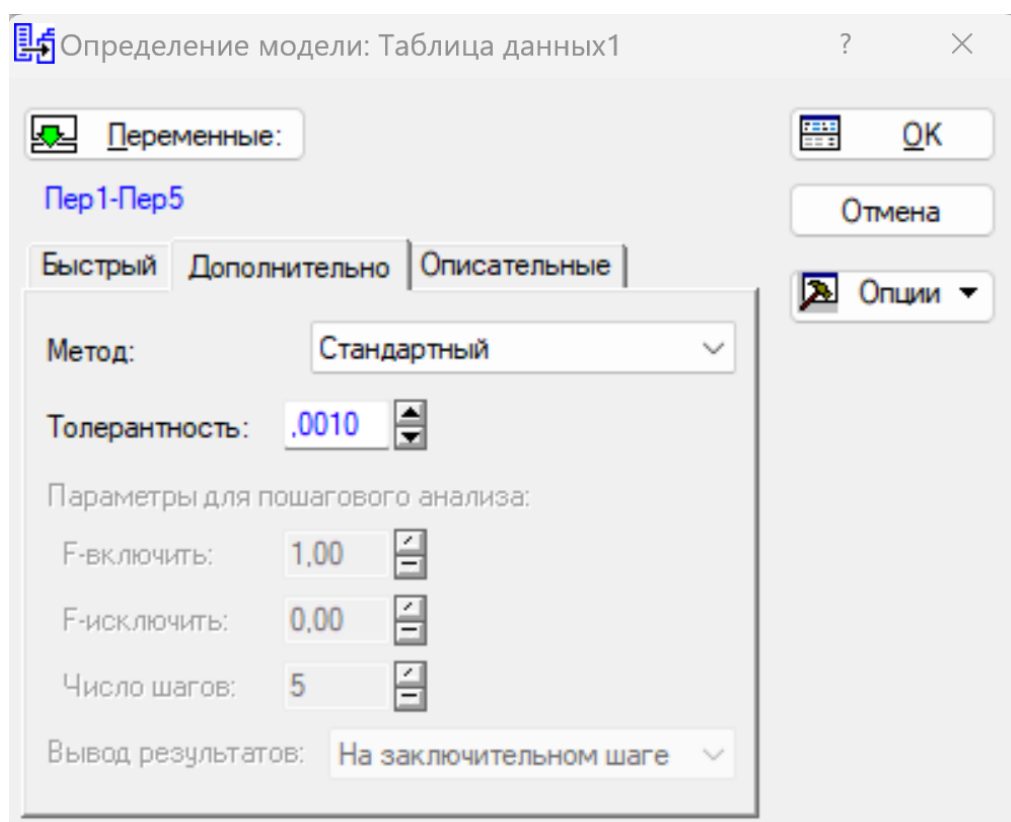 Определение модели: Таблица данных1 ?
Переменные:
OK
Пер1-Пер5
Отмена
Быстрый Дополнительно Описательные
Опции
Метод: Стандартный
Толерантность: ,0010
Параметры для пошагового анализа:
F-включить: 1,00
F-исключить: 0,00
Число шагов: 5
Вывод результатов: На заключительном шаге